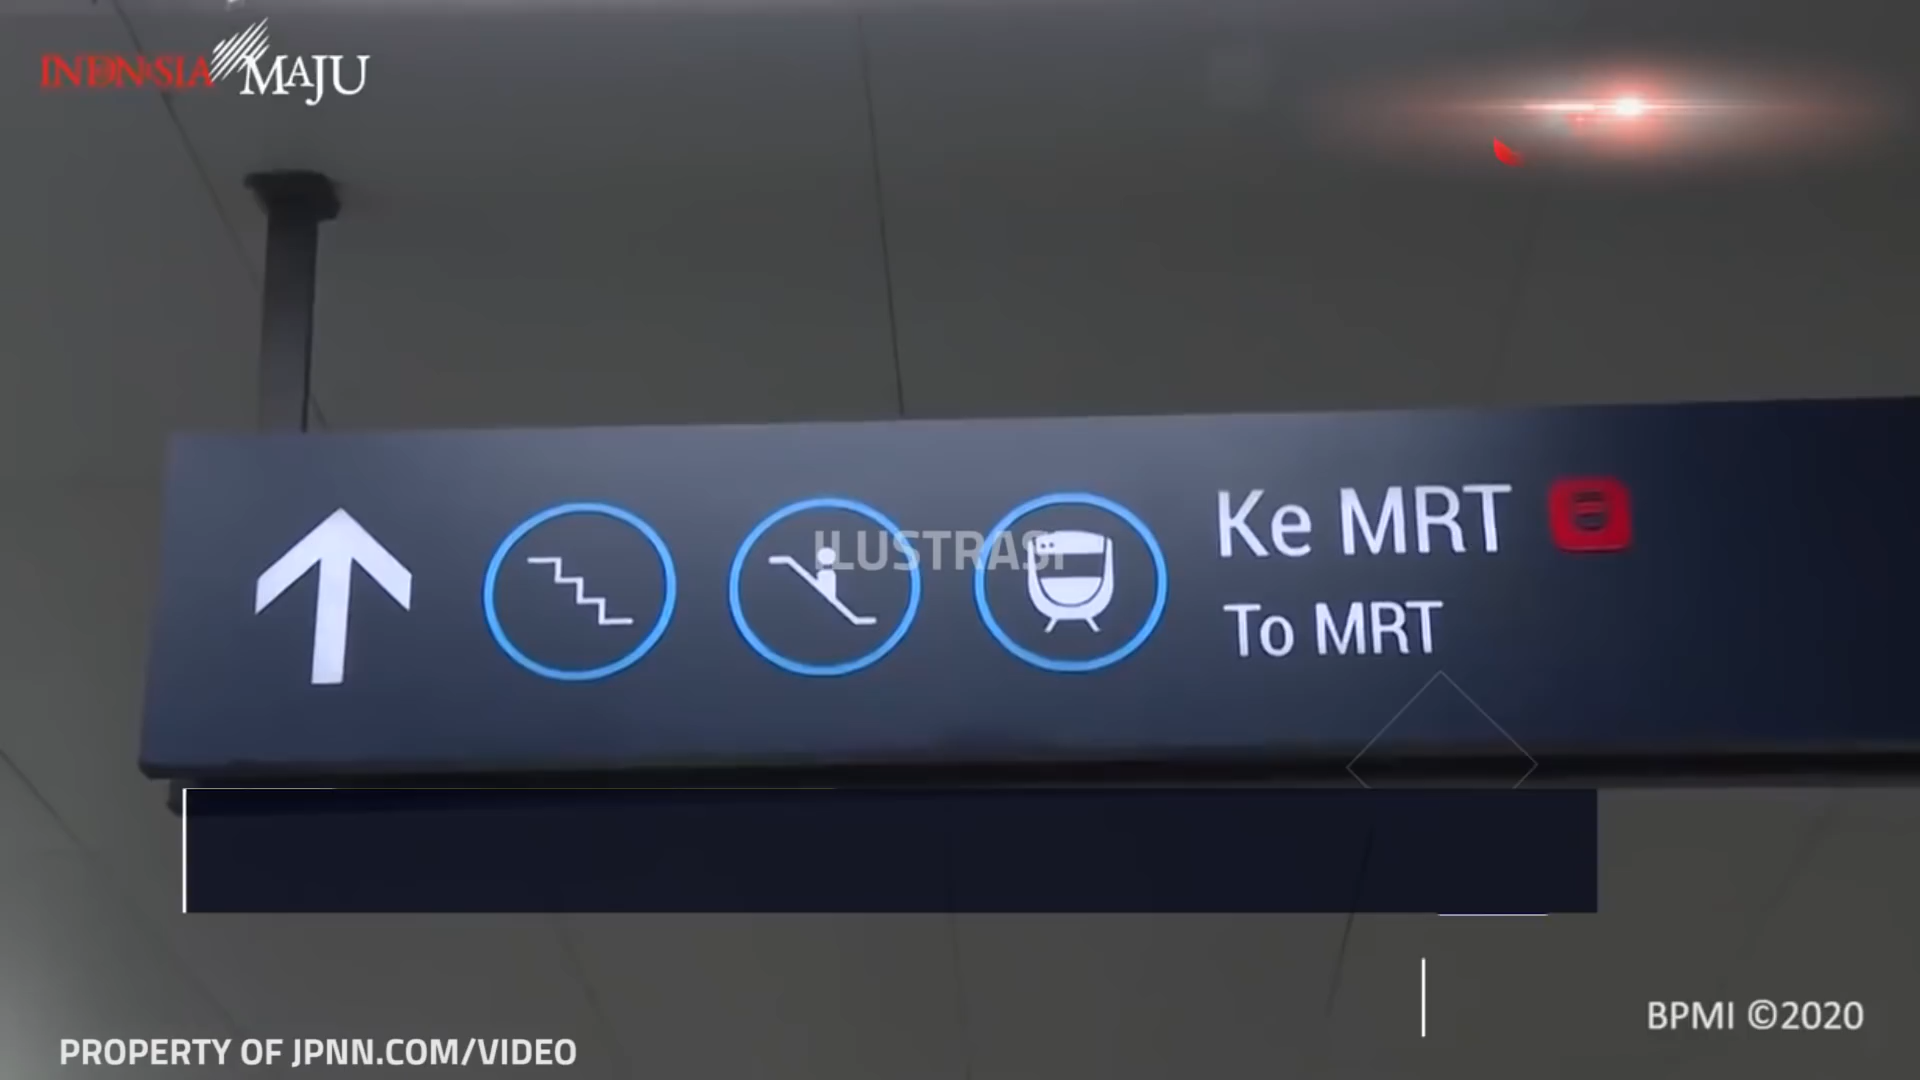 INDONESIA MAJU
ILUSTRASI
Ke MRT
To MRT
BPMI ©2020
PROPERTY OF JPNN.COM/VIDEO